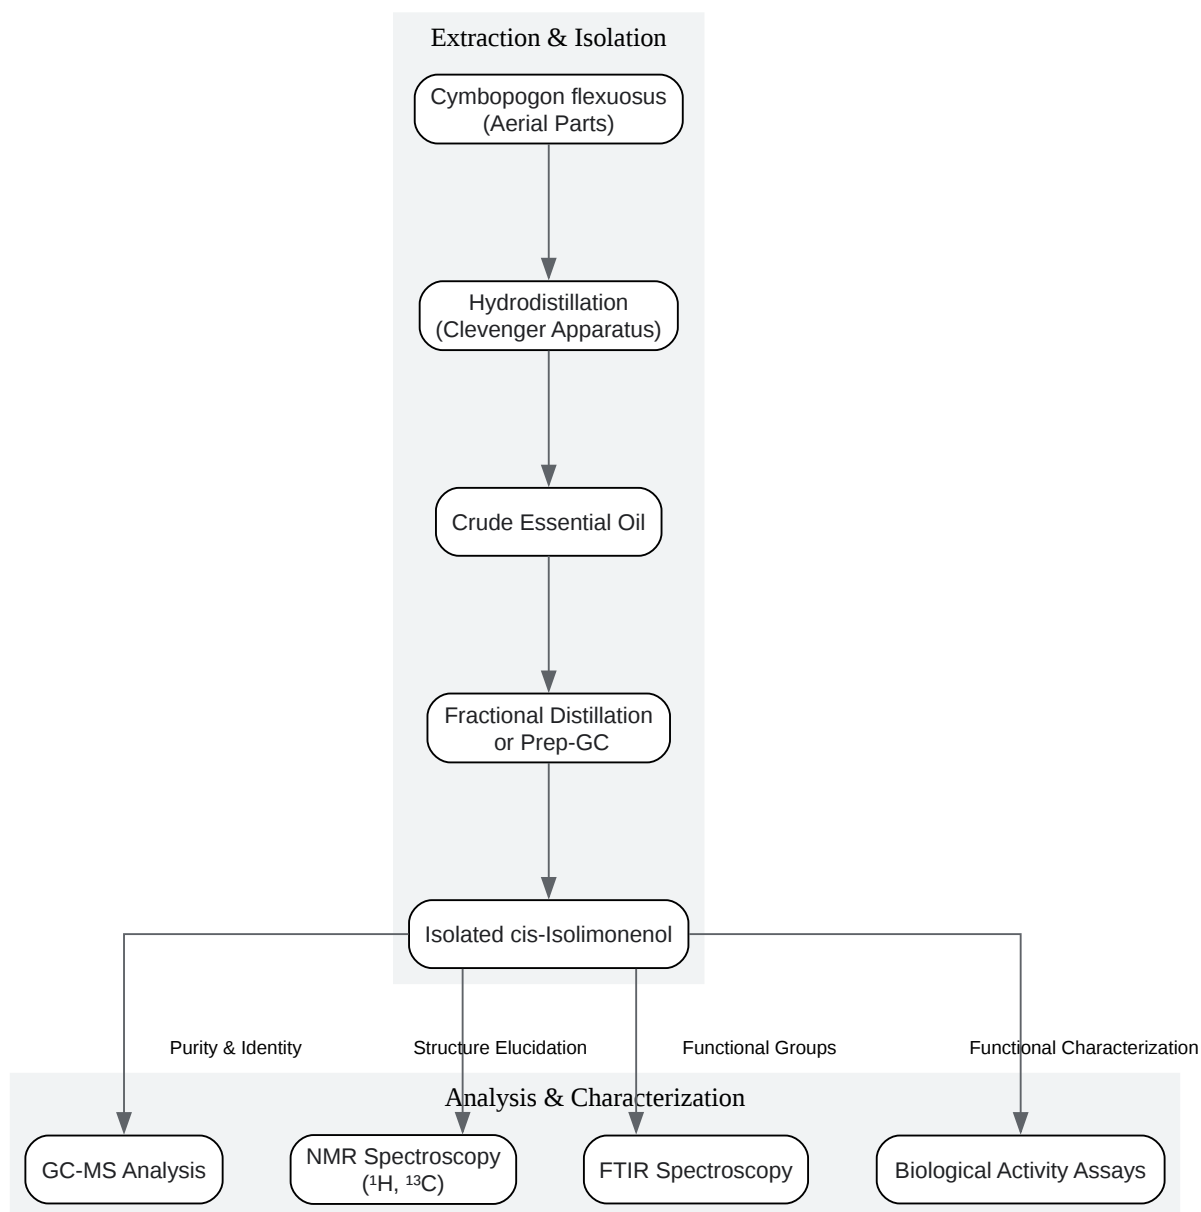 Extraction & Isolation
Cymbopogon flexuosus
(Aerial Parts)
Hydrodistillation
(Clevenger Apparatus)
Crude Essential Oil
Fractional Distillation
or Prep-GC
Isolated cis-Isolimonenol
Purity & Identity
Structure Elucidation
Functional Groups
Functional Characterization
Analysis & Characterization
GC-MS Analysis
NMR Spectroscopy
(¹H, ¹³C)
FTIR Spectroscopy
Biological Activity Assays